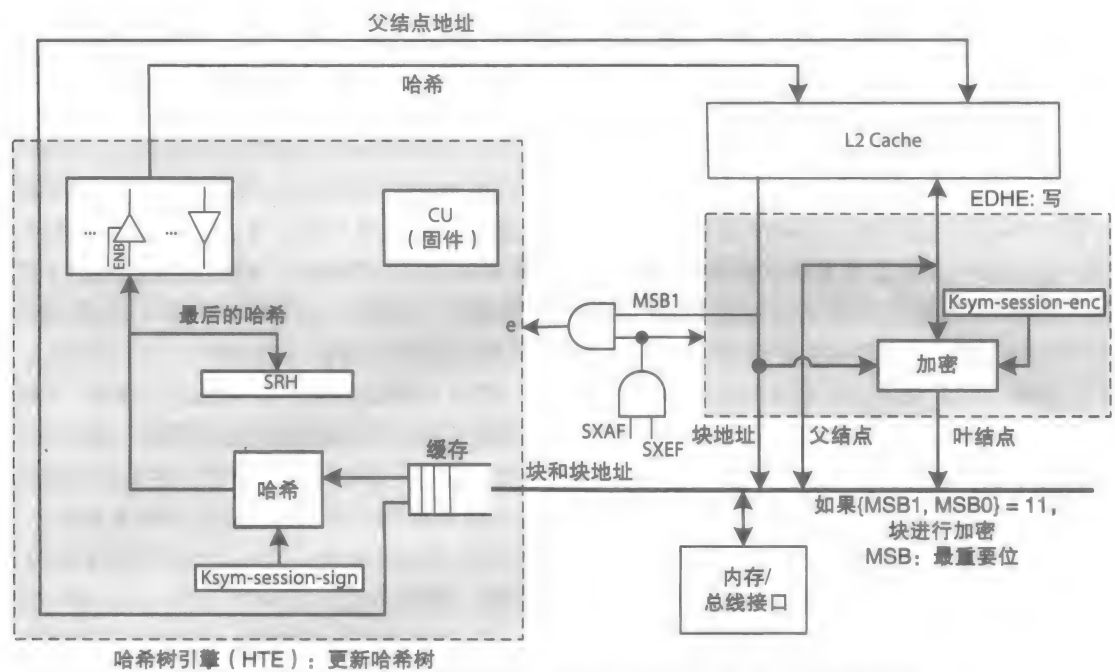 父结点地址
哈希
L2 Cache
EDHE: 写
CU
（固件）
...
...
ENB
MSB1
Ksym-session-enc
e
最后的哈希
加密
SRH
SXAF
SXEF
块地址
父结点
叶结点
缓存
块和块地址
哈希
如果{MSB1, MSB0} = 11，
块进行加密
MSB：最重要位
Ksym-session-sign
内存/
总线接口
哈希树引擎（HTE）：更新哈希树